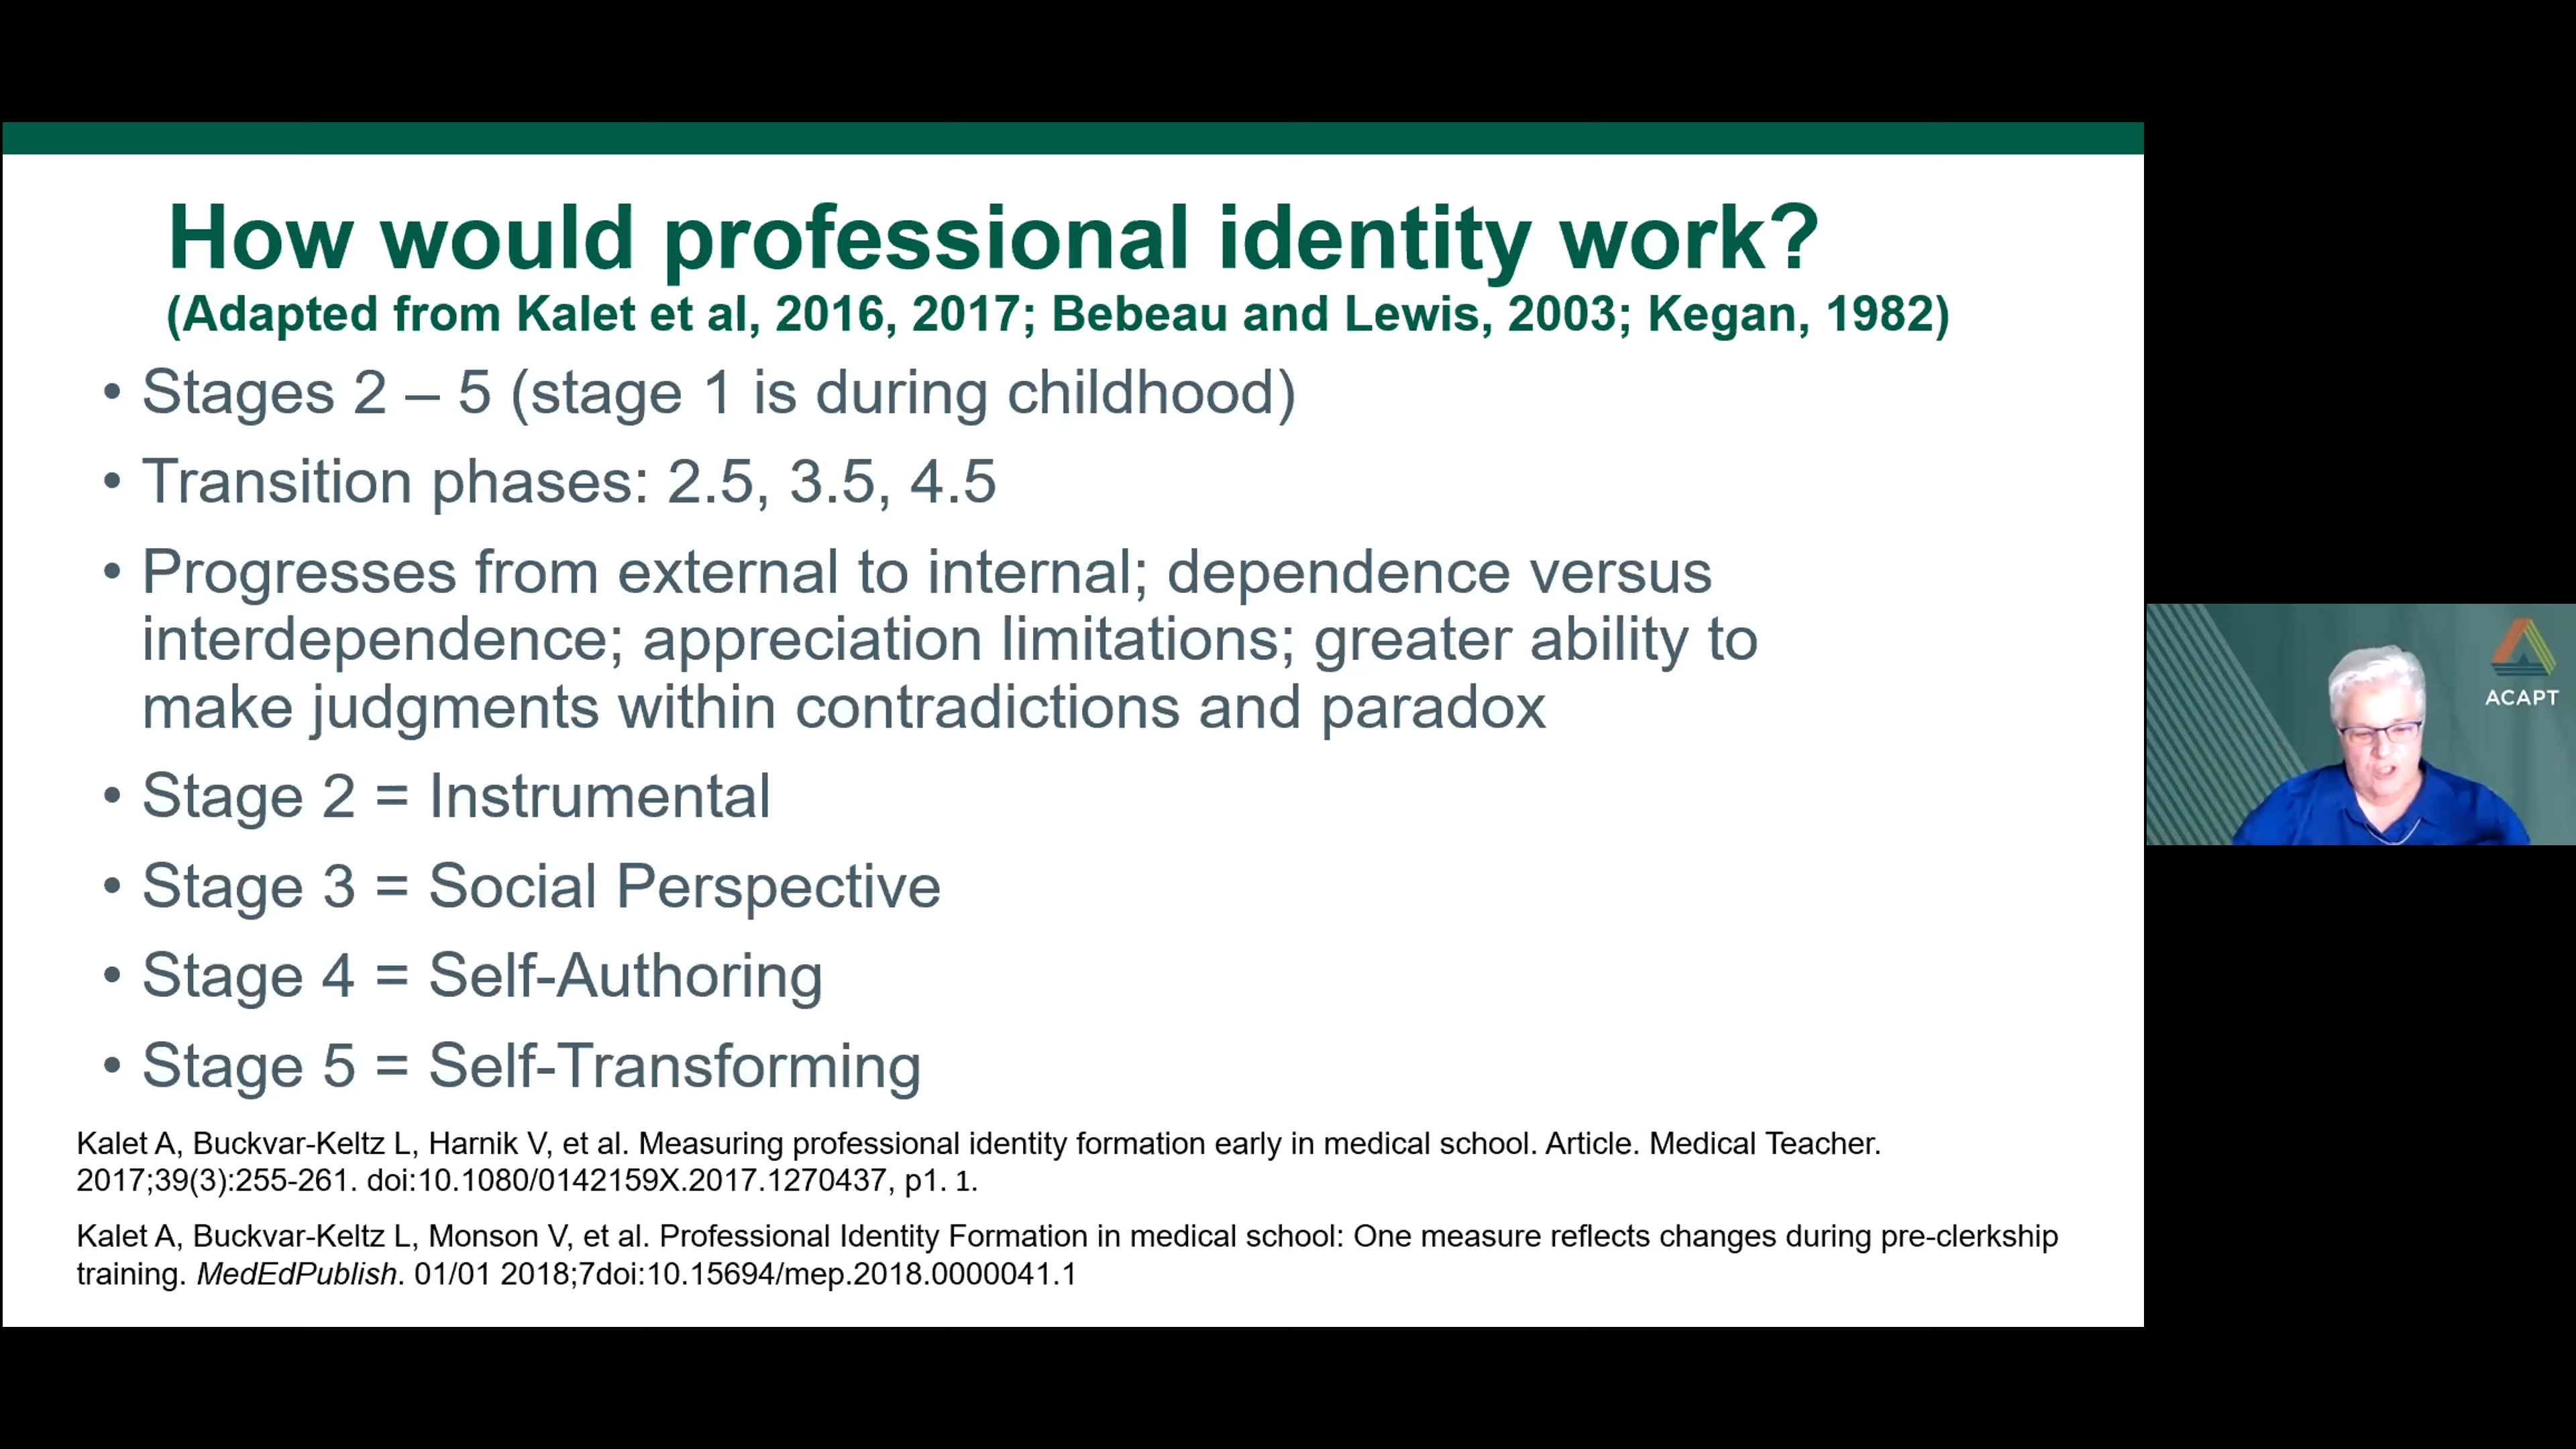 How would professional identity work?
(Adapted from Kalet et al, 2016, 2017; Bebeau and Lewis, 2003; Kegan, 1982)
• Stages 2 – 5 (stage 1 is during childhood)
• Transition phases: 2.5, 3.5, 4.5
• Progresses from external to internal; dependence versus
interdependence; appreciation limitations; greater ability to
make judgments within contradictions and paradox
• Stage 2 = Instrumental
• Stage 3 = Social Perspective
• Stage 4 = Self-Authoring
• Stage 5 = Self-Transforming
Kalet A, Buckvar-Keltz L, Harnik V, et al. Measuring professional identity formation early in medical school. Article. Medical Teacher.
2017;39(3):255-261. doi:10.1080/0142159X.2017.1270437, p1. 1.
Kalet A, Buckvar-Keltz L, Monson V, et al. Professional Identity Formation in medical school: One measure reflects changes during pre-clerkship
training. MedEdPublish. 01/01 2018;7doi:10.15694/mep.2018.0000041.1
ACAPT